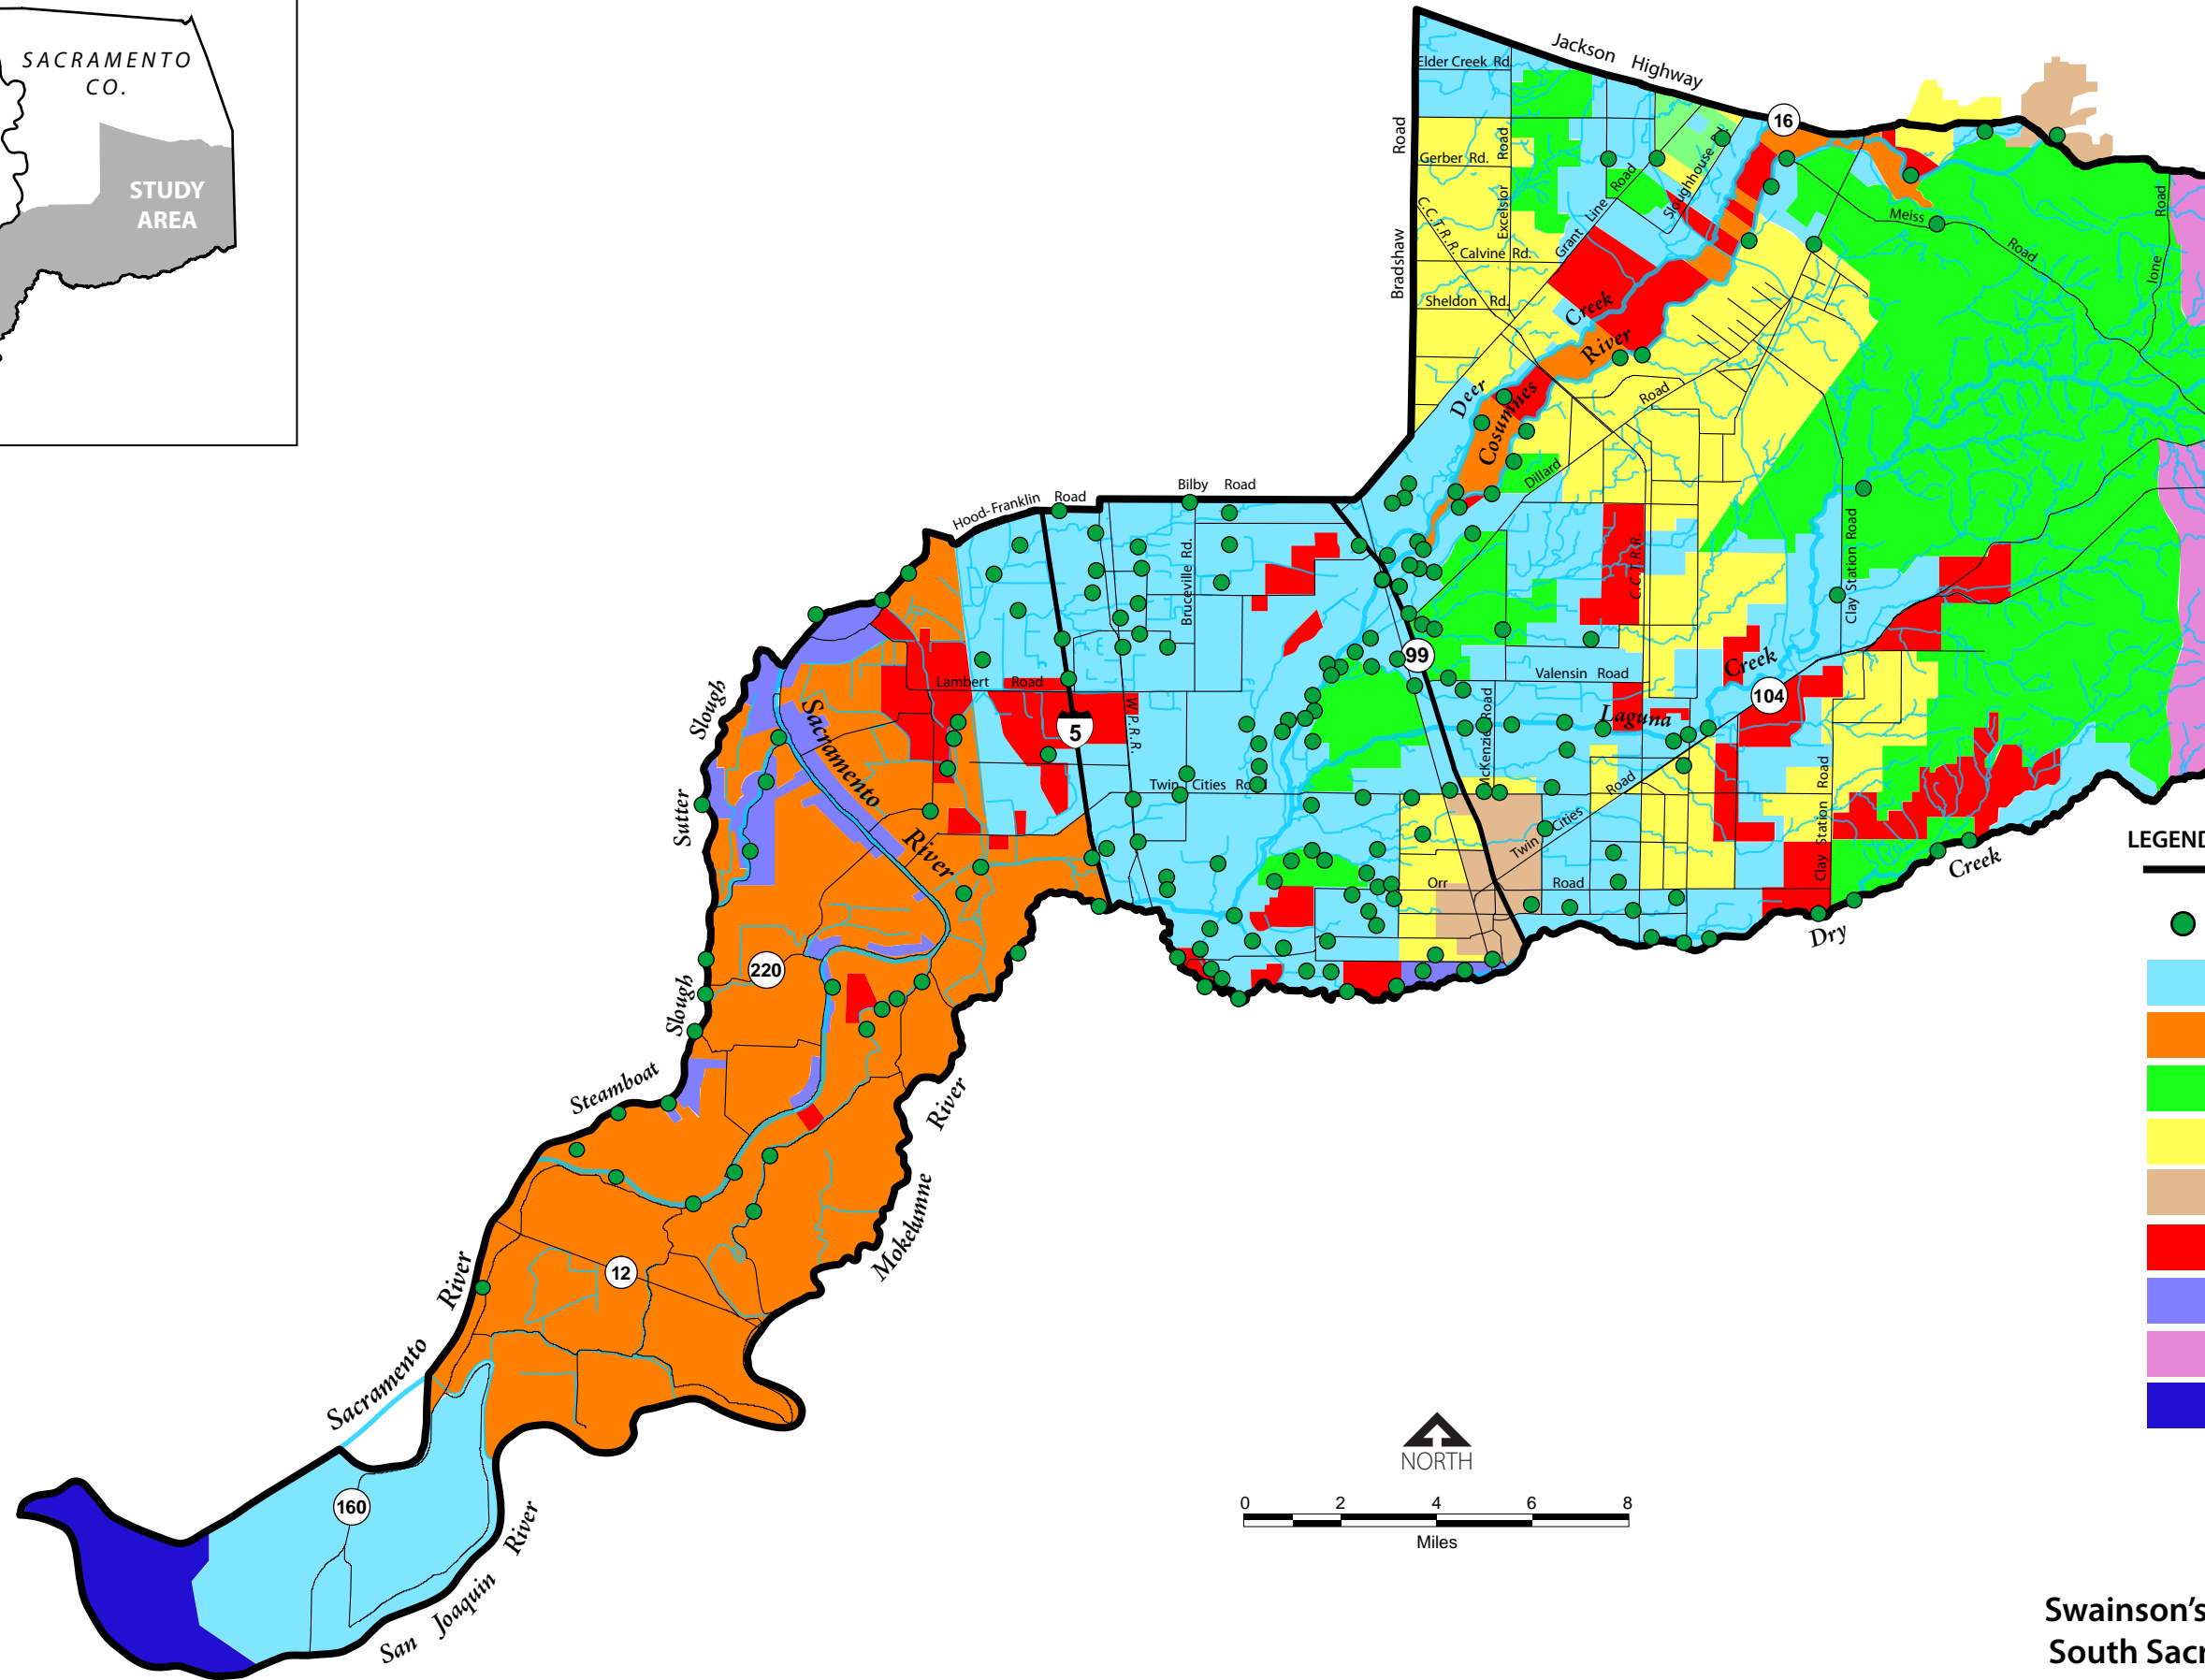 SACRAMENTO
CO.
STUDY
AREA
Jackson Highway
Elder Creek Rd.
16
Road
Gerber Rd.
Road
Excelsior
Road
Grant Line
Sloughhouse Rd.
C.C.T.R.R.
Calvine Rd.
Bradshaw
Sheldon Rd.
Meiss Road
Road
Ione
Creek
River
Deer
Cosumnes
Road
Dillard
Hood-Franklin Road
Bilby Road
Bruceville Rd.
C.C.T.R.R.
Clay Station Road
99
Valensin Road
Creek
104
Lambert Road
Slough
Sacramento
5
W.P.R.R.
McKenzie Road
Laguna
Twin Cities Road
Road
Sutter
River
Twin Cities
Clay Station Road
LEGEND
Orr Road
Creek
Dry
220
Slough
Steamboat
River
Mokelumne
12
River
Sacramento
NORTH
0 2 4 6 8
Miles
160
River
Joaquin
San
Swainson's
South Sacr